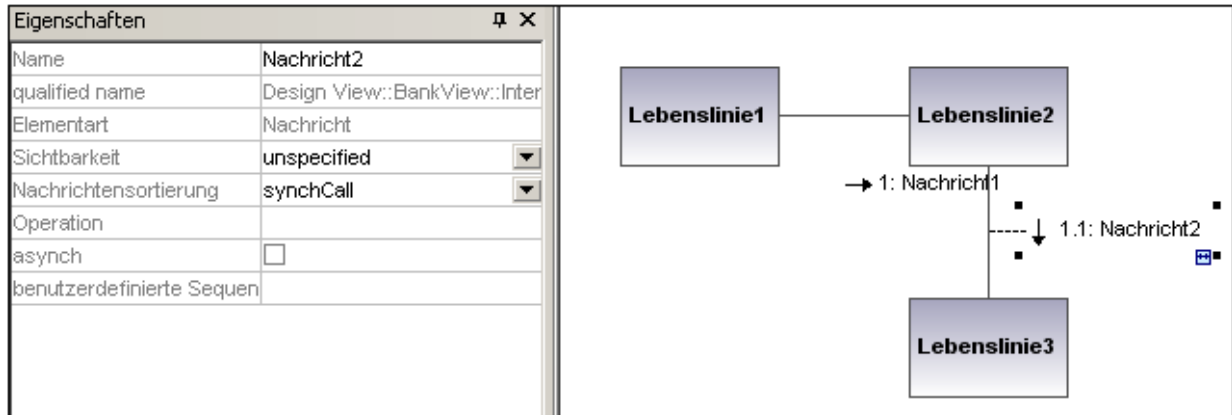 Eigenschaften
Name Nachricht2
qualified name Design View::BankView::Inter
Elementart Nachricht
Sichtbarkeit unspecified
Nachrichtensortierung synchCall
Operation
asynch
benutzerdefinierte Sequen
Lebenslinie1 Lebenslinie2
1: Nachricht1
1.1: Nachricht2
Lebenslinie3